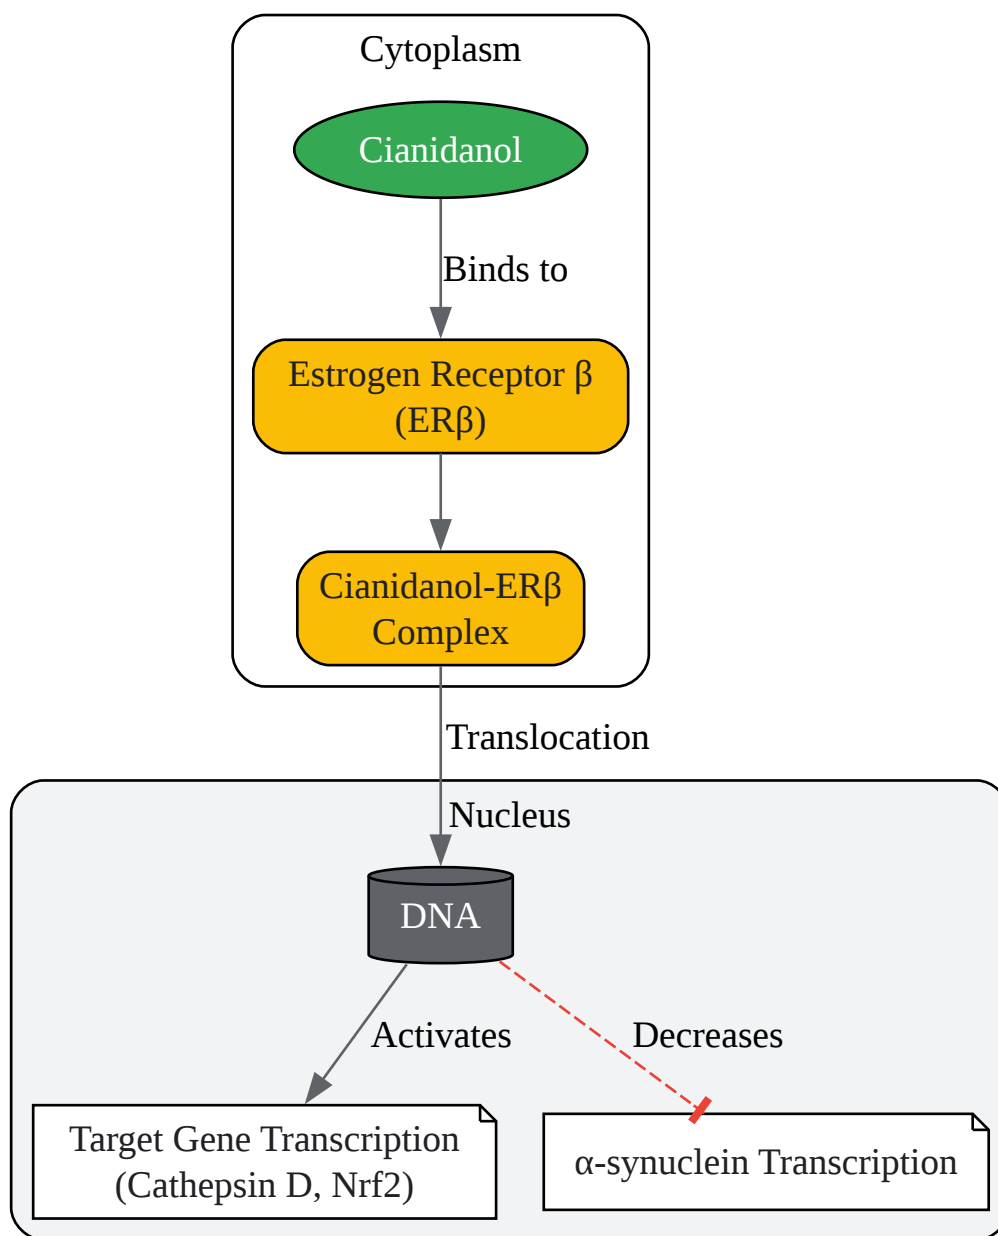 Cytoplasm
Cianidanol
Binds to
Estrogen Receptor β
(ERβ)
Cianidanol-ERβ
Complex
Translocation
Nucleus
DNA
Activates
Decreases
Target Gene Transcription
(Cathepsin D, Nrf2)
α-synuclein Transcription